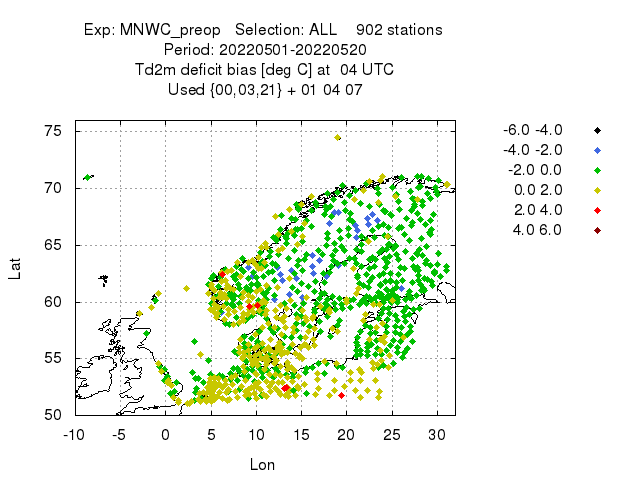 Exp: MNWC_preop   Selection: ALL    902 stations
Period: 20220501-20220520
Td2m deficit bias [deg C] at  04 UTC
Used {00,03,21} + 01 04 07
-6.0 -4.0
-4.0 -2.0
-2.0 0.0
0.0 2.0
2.0 4.0
4.0 6.0
75
70
65
60
55
50
Lat
-10 -5 0 5 10 15 20 25 30
Lon